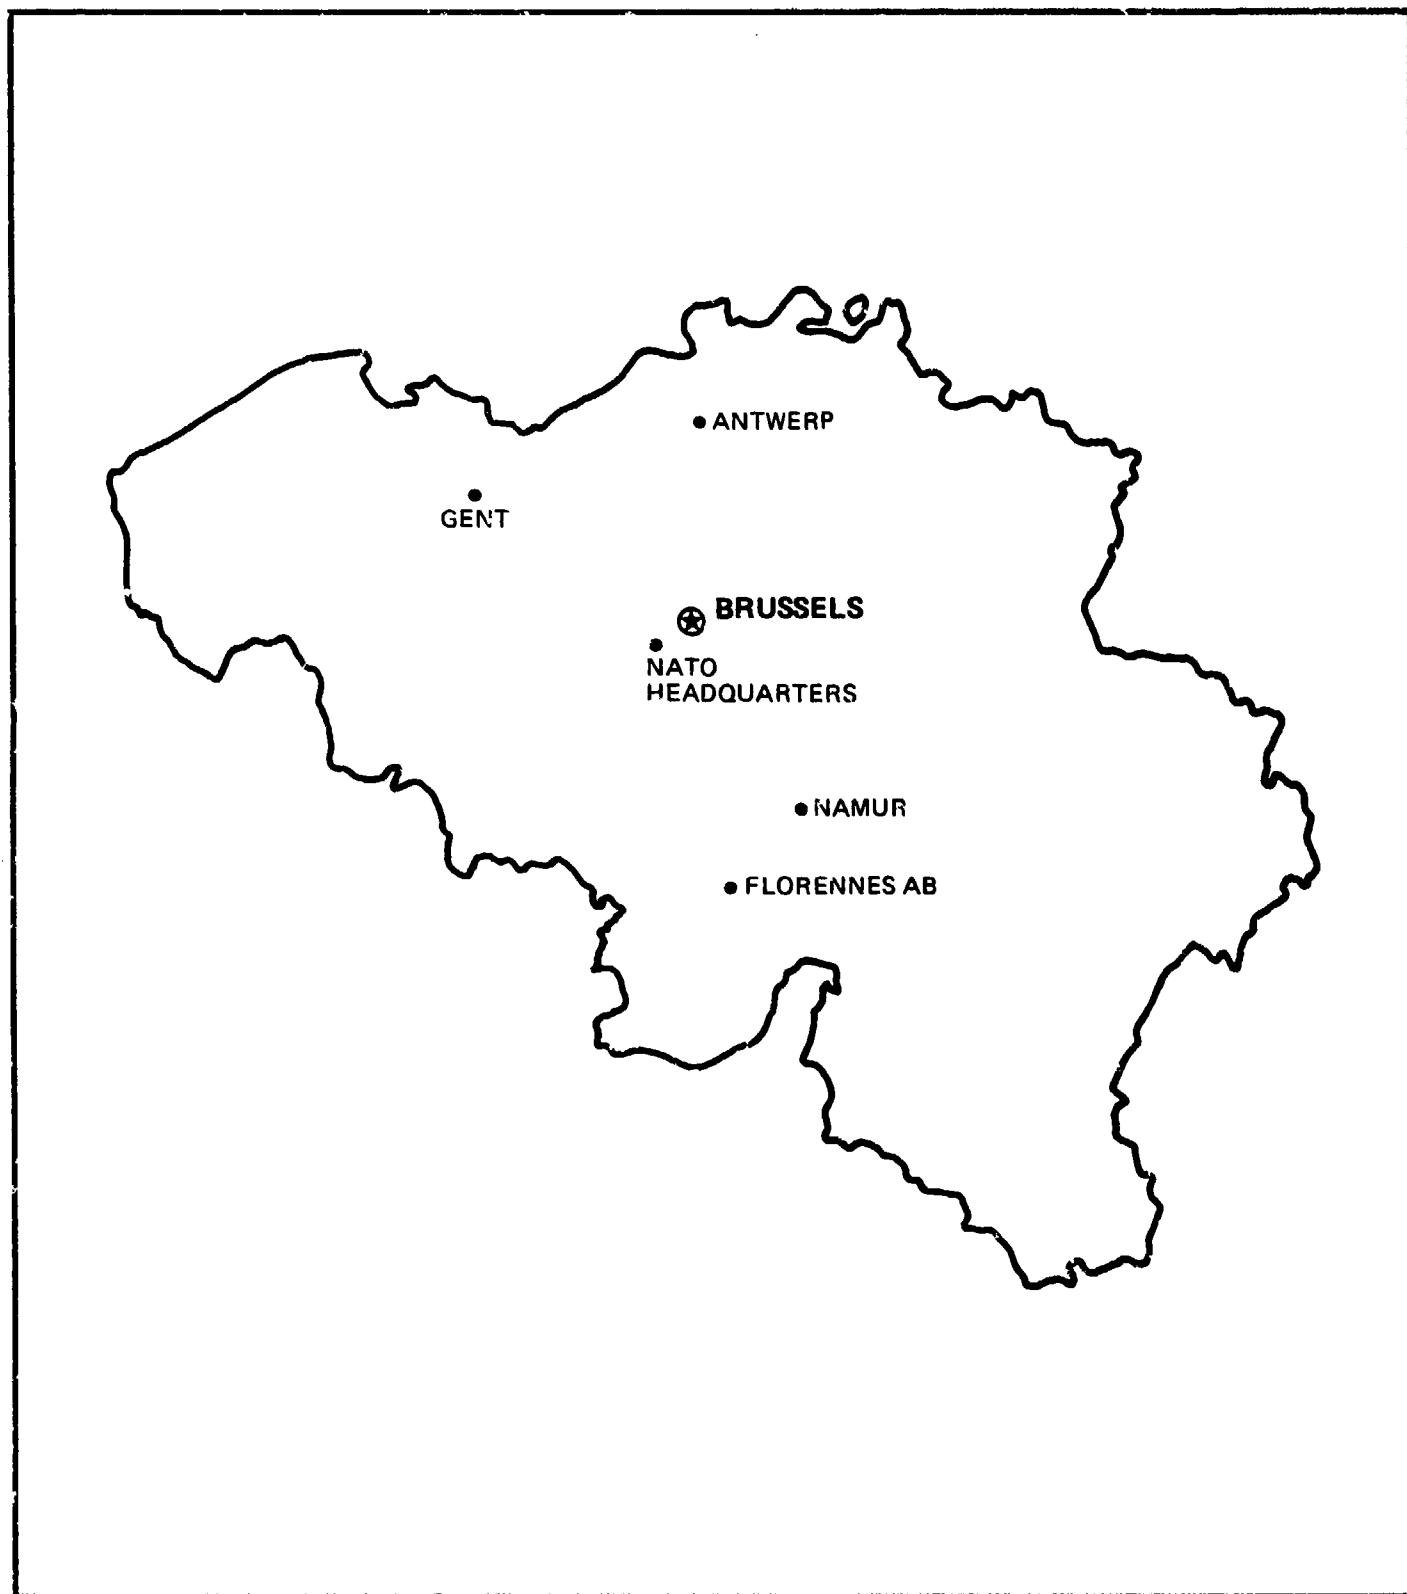 ANTWERP
GENT
BRUSSELS
NATO
HEADQUARTERS
NAMUR
FLORENNES AB